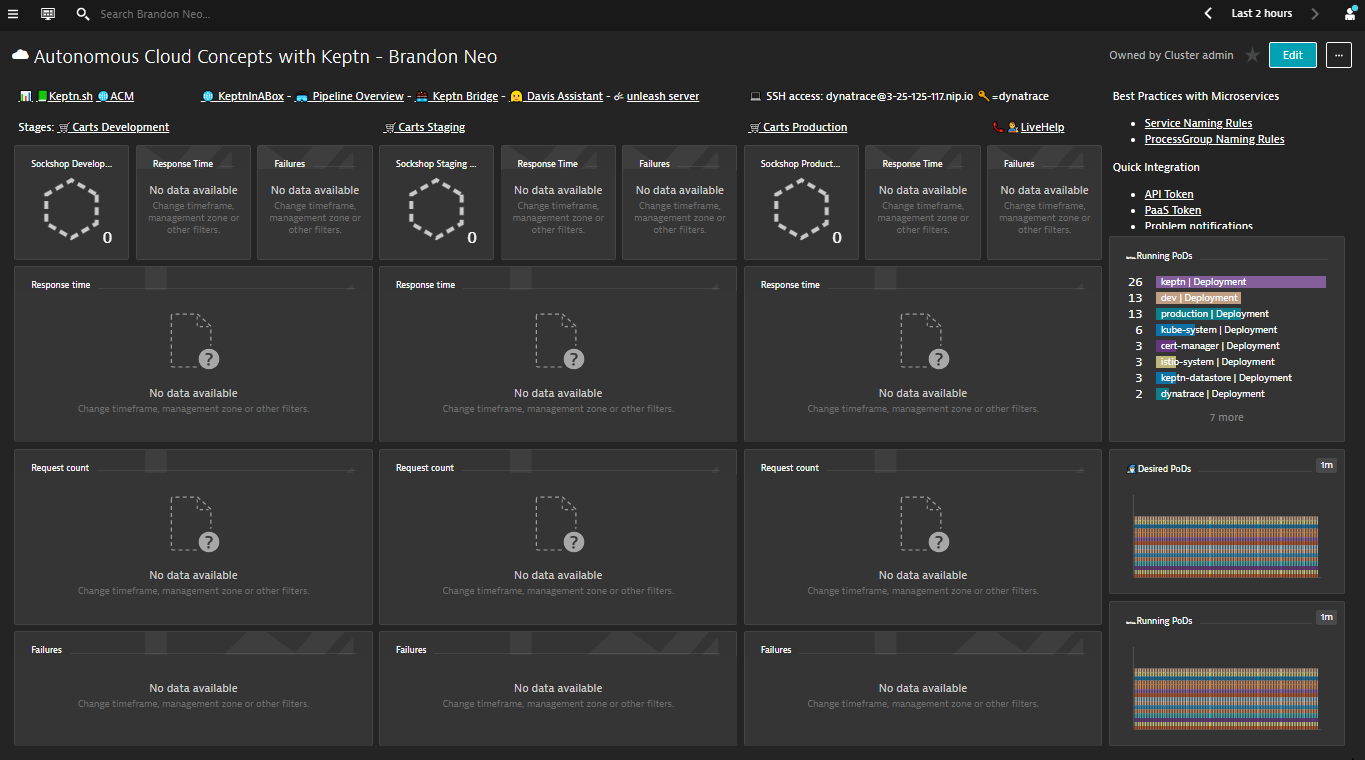 Search Brandon Neo...
Last 2 hours
Autonomous Cloud Concepts with Keptn - Brandon Neo
Owned by Cluster admin
Edit
...
Keptn.sh ACM
KeptnInABox - Pipeline Overview - Keptn Bridge - Davis Assistant - unleash server
SSH access: dynatrace@3-25-125-117.nip.io =dynatrace
Stages: Carts Development
Carts Staging
Carts Production
LiveHelp
Best Practices with Microservices
Service Naming Rules
ProcessGroup Naming Rules
Quick Integration
API Token
PaaS Token
Problem notifications
Sockshop Develop...
0
Response Time
No data available
Change timeframe,
management zone or
other filters.
Failures
No data available
Change timeframe,
management zone or
other filters.
Sockshop Staging ...
0
Response Time
No data available
Change timeframe,
management zone or
other filters.
Failures
No data available
Change timeframe,
management zone or
other filters.
Sockshop Product...
0
Response Time
No data available
Change timeframe,
management zone or
other filters.
Failures
No data available
Change timeframe,
management zone or
other filters.
Response time
?
No data available
Change timeframe, management zone or other filters.
Response time
?
No data available
Change timeframe, management zone or other filters.
Response time
?
No data available
Change timeframe, management zone or other filters.
Request count
?
No data available
Change timeframe, management zone or other filters.
Request count
?
No data available
Change timeframe, management zone or other filters.
Request count
?
No data available
Change timeframe, management zone or other filters.
Failures
No data available
Change timeframe, management zone or other filters.
Failures
No data available
Change timeframe, management zone or other filters.
Failures
No data available
Change timeframe, management zone or other filters.
Running PoDs
26 keptn | Deployment
13 dev | Deployment
13 production | Deployment
6 kube-system | Deployment
3 cert-manager | Deployment
3 istio-system | Deployment
3 keptn-datastore | Deployment
2 dynatrace | Deployment
7 more
Desired PoDs
1m
Running PoDs
1m